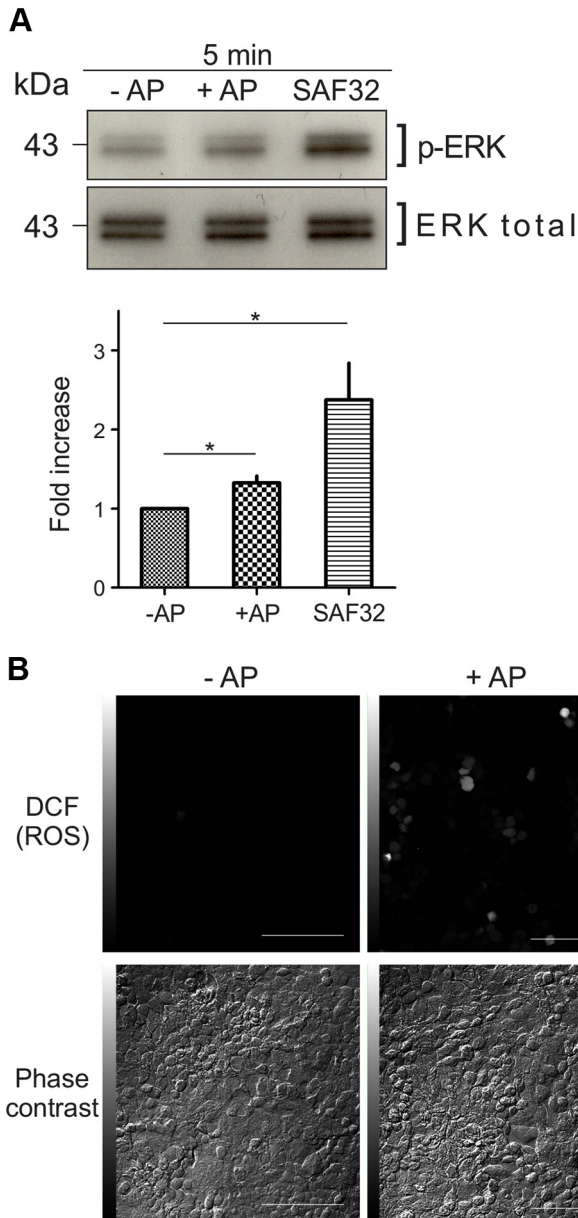 A
5 min
kDa - AP + AP SAF32
43 p-ERK
43 ERK total
*
*
3
2
1
0
Fold increase
-AP +AP SAF32
B
- AP + AP
DCF
(ROS)
Phase
contrast